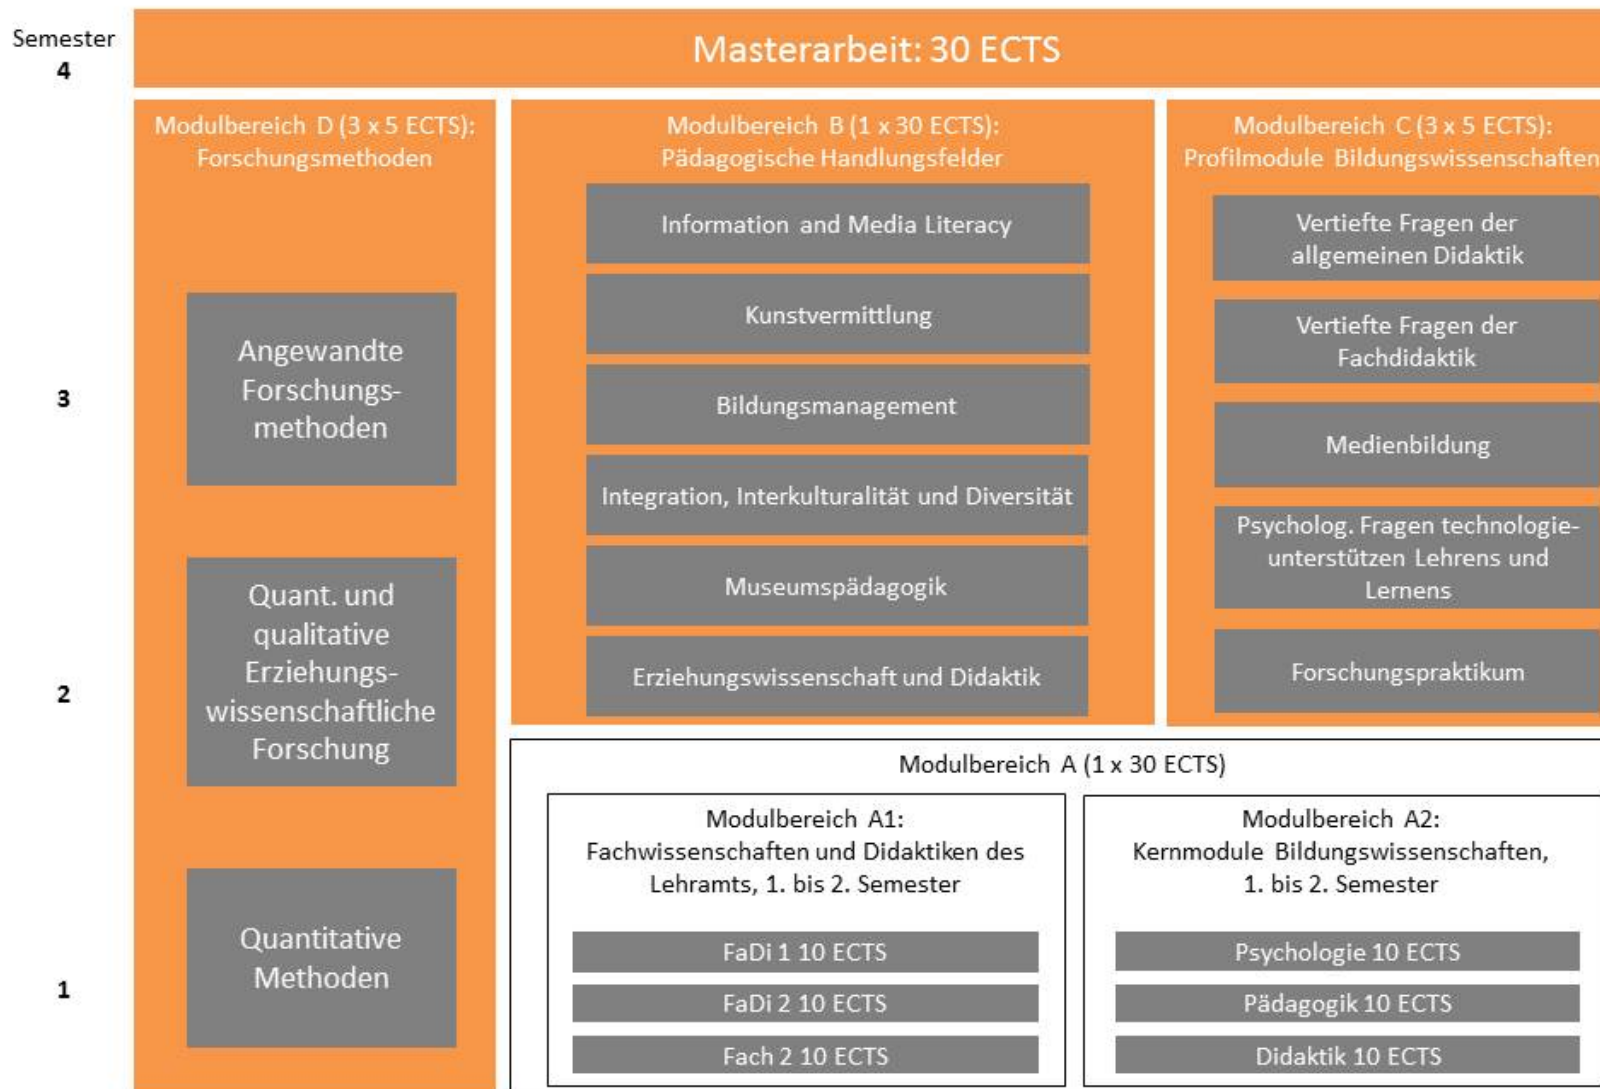 Semester
4
Masterarbeit: 30 ECTS
Modulbereich D (3 x 5 ECTS):
Forschungsmethoden
3
Angewandte
Forschungs-
methoden
2
Quant. und
qualitative
Erziehungs-
wissenschaftliche
Forschung
1
Quantitative
Methoden
Modulbereich B (1 x 30 ECTS):
Pädagogische Handlungsfelder
Information and Media Literacy
Kunstvermittlung
Bildungsmanagement
Integration, Interkulturalität und Diversität
Museumspädagogik
Erziehungswissenschaft und Didaktik
Modulbereich C (3 x 5 ECTS):
Profilmodule Bildungswissenschaften
Vertiefte Fragen der
allgemeinen Didaktik
Vertiefte Fragen der
Fachdidaktik
Medienbildung
Psycholog. Fragen technologie-
unterstützen Lehrens und
Lernens
Forschungspraktikum
Modulbereich A (1 x 30 ECTS)
Modulbereich A1:
Fachwissenschaften und Didaktiken des
Lehramts, 1. bis 2. Semester
FaDi 1 10 ECTS
FaDi 2 10 ECTS
Fach 2 10 ECTS
Modulbereich A2:
Kernmodule Bildungswissenschaften,
1. bis 2. Semester
Psychologie 10 ECTS
Pädagogik 10 ECTS
Didaktik 10 ECTS